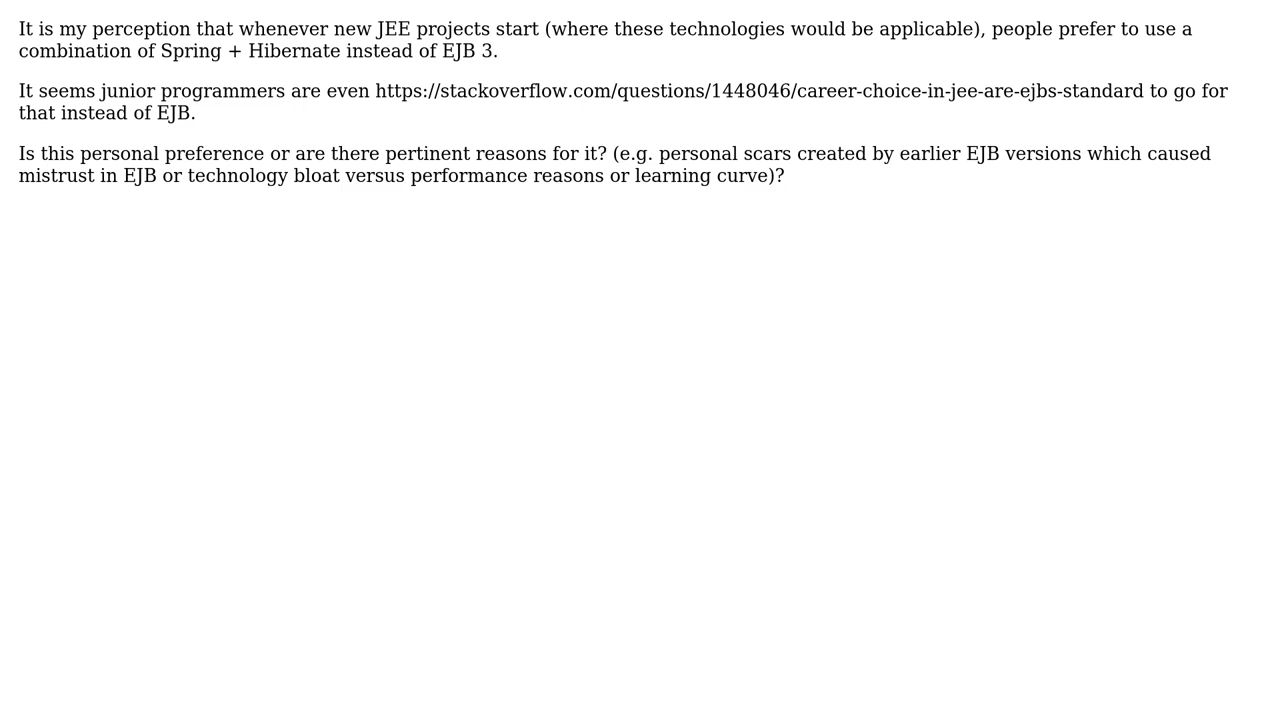 It is my perception that whenever new JEE projects start (where these technologies would be applicable), people prefer to use a
combination of Spring + Hibernate instead of EJB 3.
It seems junior programmers are even https://stackoverflow.com/questions/1448046/career-choice-in-jee-are-ejbs-standard to go for
that instead of EJB.
Is this personal preference or are there pertinent reasons for it? (e.g. personal scars created by earlier EJB versions which caused
mistrust in EJB or technology bloat versus performance reasons or learning curve)?